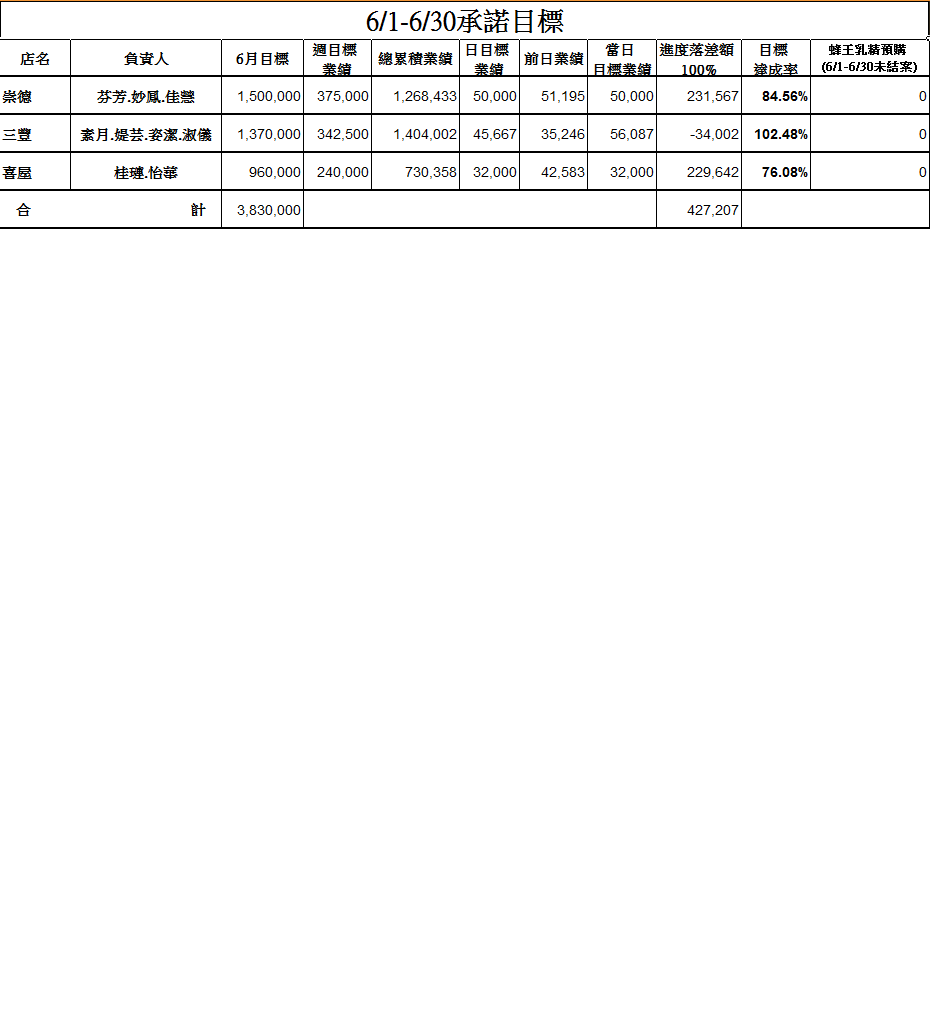 6/1-6/30承諾目標
店名 負責人 6月目標 週目標業績 總累積業績 日目標業績 前日業績 當日目標業績 進度落差額100% 目標達成率 蜂王乳精預購(6/1-6/30未結案)
崇德 芬芳.妙鳳.佳慧 1,500,000 375,000 1,268,433 50,000 51,195 50,000 231,567 84.56% 0
三豐 素月.媞芸.姿潔.淑儀 1,370,000 342,500 1,404,002 45,667 35,246 56,087 -34,002 102.48% 0
喜屋 桂璉.怡華 960,000 240,000 730,358 32,000 42,583 32,000 229,642 76.08% 0
合計 3,830,000 427,207